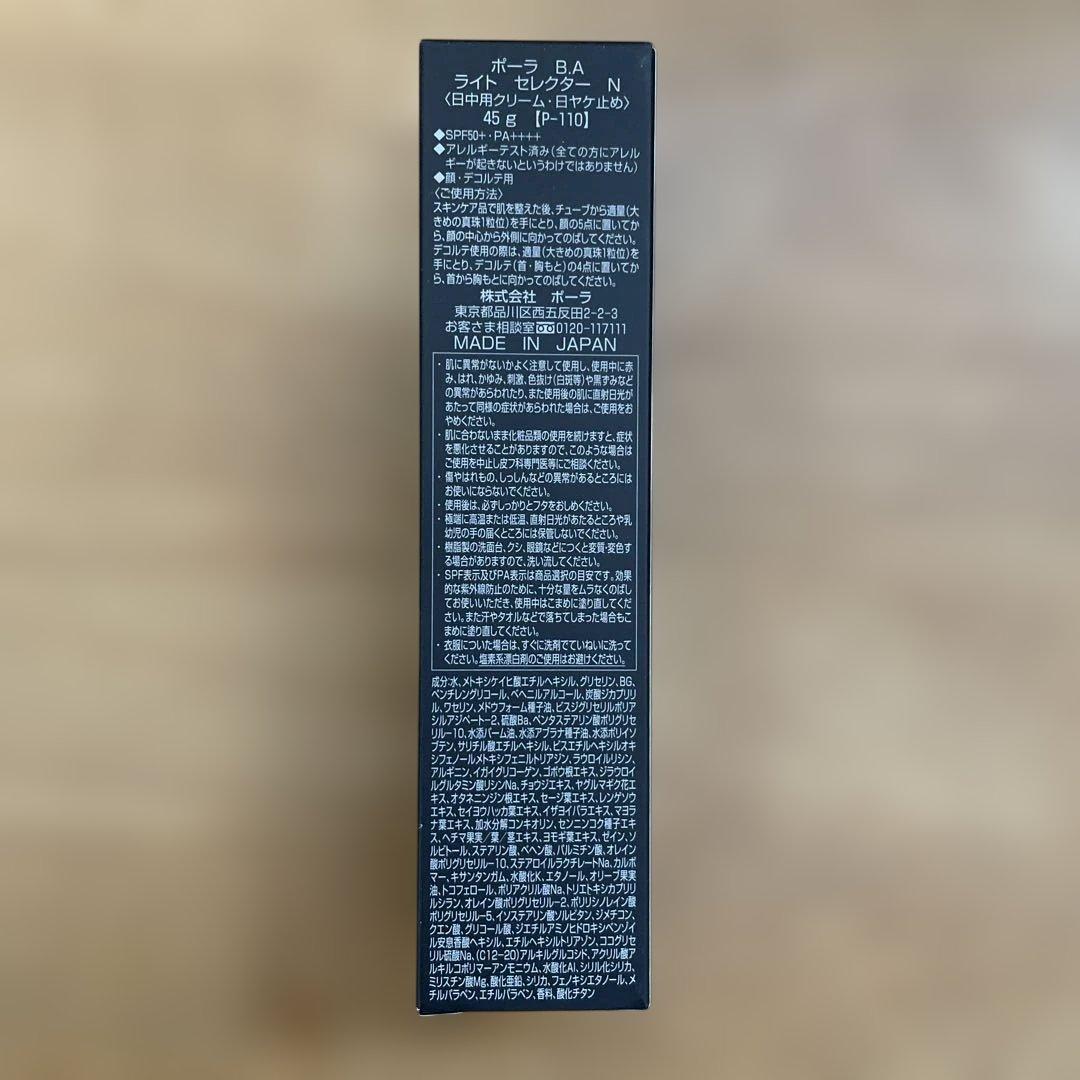 ポーラ B.A
ライト セレクター N
〈日中用クリーム・日ヤケ止め〉
45g 【P-110】
◆SPF50+・PA++++
◆アレルギーテスト済み(全ての方にアレル
ギーが起きないというわけではありません)
◆顔・デコルテ用
〈ご使用方法〉
スキンケア品で肌を整えた後、チューブから適量(大
きめの真珠1粒位)を手にとり、顔の5点に置いてか
ら、顔の中心から外側に向かってのばしてください。
デコルテ使用の際は、適量(大きめの真珠1粒位)を
手にとり、デコルテ(首・胸もと)の4点に置いてか
ら、首から胸もとに向かってのばしてください。
株式会社 ポーラ
東京都品川区西五反田2-2-3
お客さま相談室 0120-117111
MADE IN JAPAN
・肌に異常がないかよく注意して使用し、使用中に赤
み、はれ、かゆみ、刺激、色抜け(白斑等)や黒ずみなど
の異常があらわれたり、また使用後の肌に直射日光が
あたって同様の症状があらわれた場合は、ご使用をお
やめください。
・肌に合わないまま化粧品類の使用を続けますと、症状
を悪化させることがありますので、このような場合は
ご使用を中止し皮フ科専門医等にご相談ください。
・傷やはれもの、しっしんなどの異常があるところには
お使いにならないでください。
・使用後は、必ずしっかりとフタをおしめください。
・極端に高温または低温、直射日光があたるところや乳
幼児の手の届くところには保管しないでください。
・樹脂製の洗面台、クシ、眼鏡などにつくと変質・変色す
る場合がありますので、洗い流してください。
・SPF表示及びPA表示は商品選択の目安です。効果
的な紫外線防止のために、十分な量をムラなくのばし
てお使いいただき、使用中はこまめに塗り直してくだ
さい。また汗やタオルなどで落ちてしまった場合もこ
まめに塗り直してください。
・衣服についた場合は、すぐに洗剤でていねいに洗って
ください。塩素系漂白剤のご使用はお避けください。
成分:水、メトキシケイヒ酸エチルヘキシル、グリセリン、BG、
ペンチレングリコール、ベヘニルアルコール、炭酸ジカプリリ
ル、ワセリン、メドウフォーム種子油、ビスジグリセリルポリア
シルアジペート-2、硫酸Ba、ペンタステアリン酸ポリグリセ
リル-10、水添パーム油、水添アブラナ種子油、水添ポリイソ
ブテン、サリチル酸エチルヘキシル、ビスエチルヘキシルオキ
シフェノールメトキシフェニルトリアジン、ラウロイルリシン、
アルギニン、イガイグリコーゲン、ゴボウ根エキス、ジラウロイ
ルグルタミン酸リシンNa、チョウジエキス、ヤグルマギク花エ
キス、オタネニンジン根エキス、セージ葉エキス、レンゲソウ
エキス、セイヨウハッカ葉エキス、イザヨイバラエキス、マヨラ
ナ葉エキス、加水分解コンキオリン、センニンコク種子エキ
ス、ヘチマ果実/葉/茎エキス、ヨモギ葉エキス、ゼイン、ソ
ルビトール、ステアリン酸、ベヘン酸、パルミチン酸、オレイン
酸ポリグリセリル-10、ステアロイルラクチレートNa、カルボ
マー、キサンタンガム、水酸化K、エタノール、オリーブ果実
油、トコフェロール、ポリアクリル酸Na、トリエトキシカプリリ
ルシラン、オレイン酸ポリグリセリル-2、ポリリシノレイン酸
ポリグリセリル-5、イソステアリン酸ソルビタン、ジメチコン、
クエン酸、グリコール酸、ジエチルアミノヒドロキシベンゾイ
ル安息香酸ヘキシル、エチルヘキシルトリアゾン、ココグリセ
リル硫酸Na、(C12-20)アルキルグルコシド、アクリル酸ア
ルキルコポリマーアンモニウム、水酸化Al、シリル化シリカ、
ミリスチン酸Mg、酸化亜鉛、シリカ、フェノキシエタノール、メ
チルパラベン、エチルパラベン、香料、酸化チタン